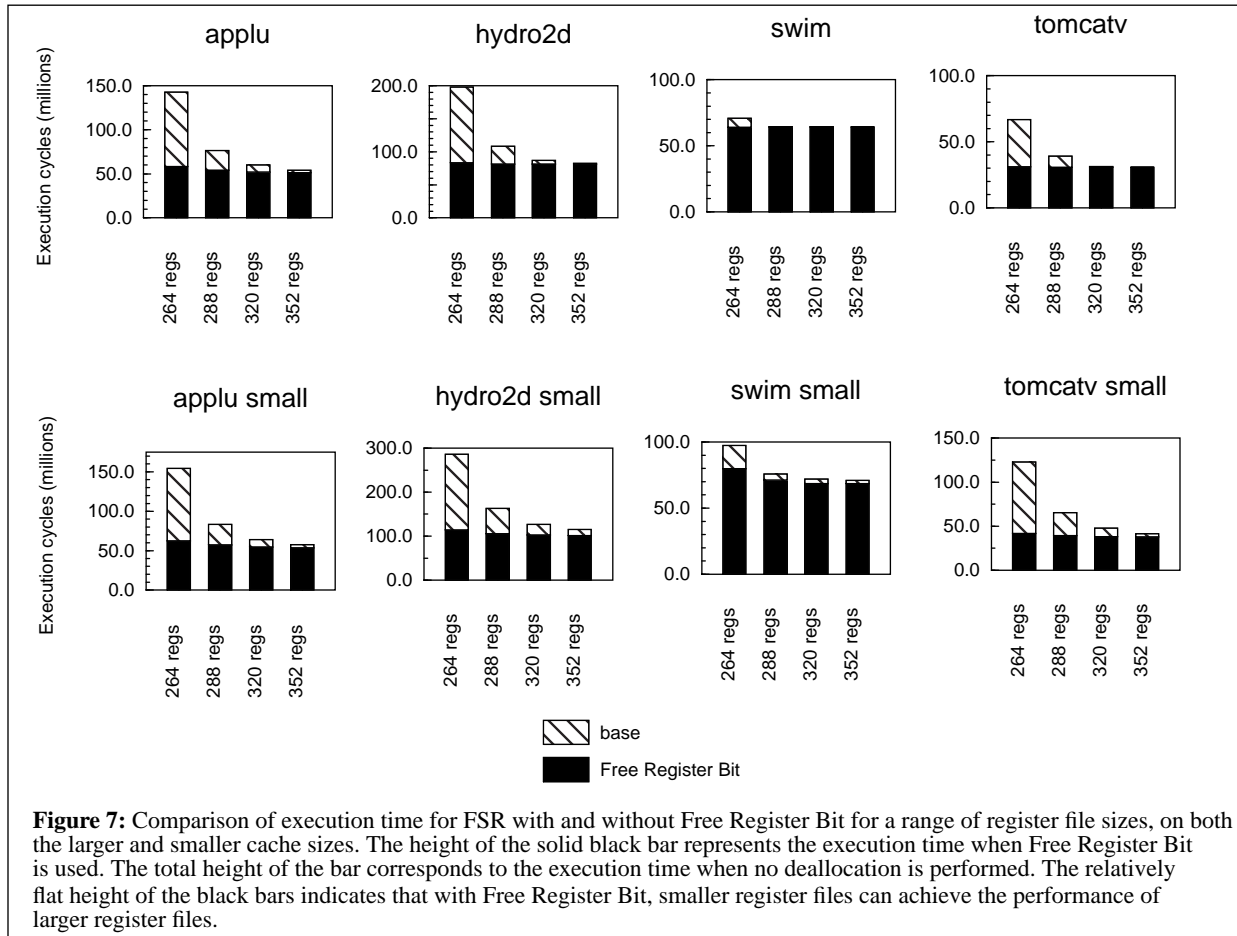 applu
hydro2d
swim
tomcatv
Execution cycles (millions)
150.0
100.0
50.0
0.0
264 regs
288 regs
320 regs
352 regs
200.0
100.0
0.0
264 regs
288 regs
320 regs
352 regs
100.0
50.0
0.0
264 regs
288 regs
320 regs
352 regs
100.0
50.0
0.0
264 regs
288 regs
320 regs
352 regs
applu small
hydro2d small
swim small
tomcatv small
Execution cycles (millions)
150.0
100.0
50.0
0.0
264 regs
288 regs
320 regs
352 regs
300.0
200.0
100.0
0.0
264 regs
288 regs
320 regs
352 regs
100.0
50.0
0.0
264 regs
288 regs
320 regs
352 regs
150.0
100.0
50.0
0.0
264 regs
288 regs
320 regs
352 regs
base
Free Register Bit
Figure 7: Comparison of execution time for FSR with and without Free Register Bit for a range of register file sizes, on both
the larger and smaller cache sizes. The height of the solid black bar represents the execution time when Free Register Bit
is used. The total height of the bar corresponds to the execution time when no deallocation is performed. The relatively
flat height of the black bars indicates that with Free Register Bit, smaller register files can achieve the performance of
larger register files.